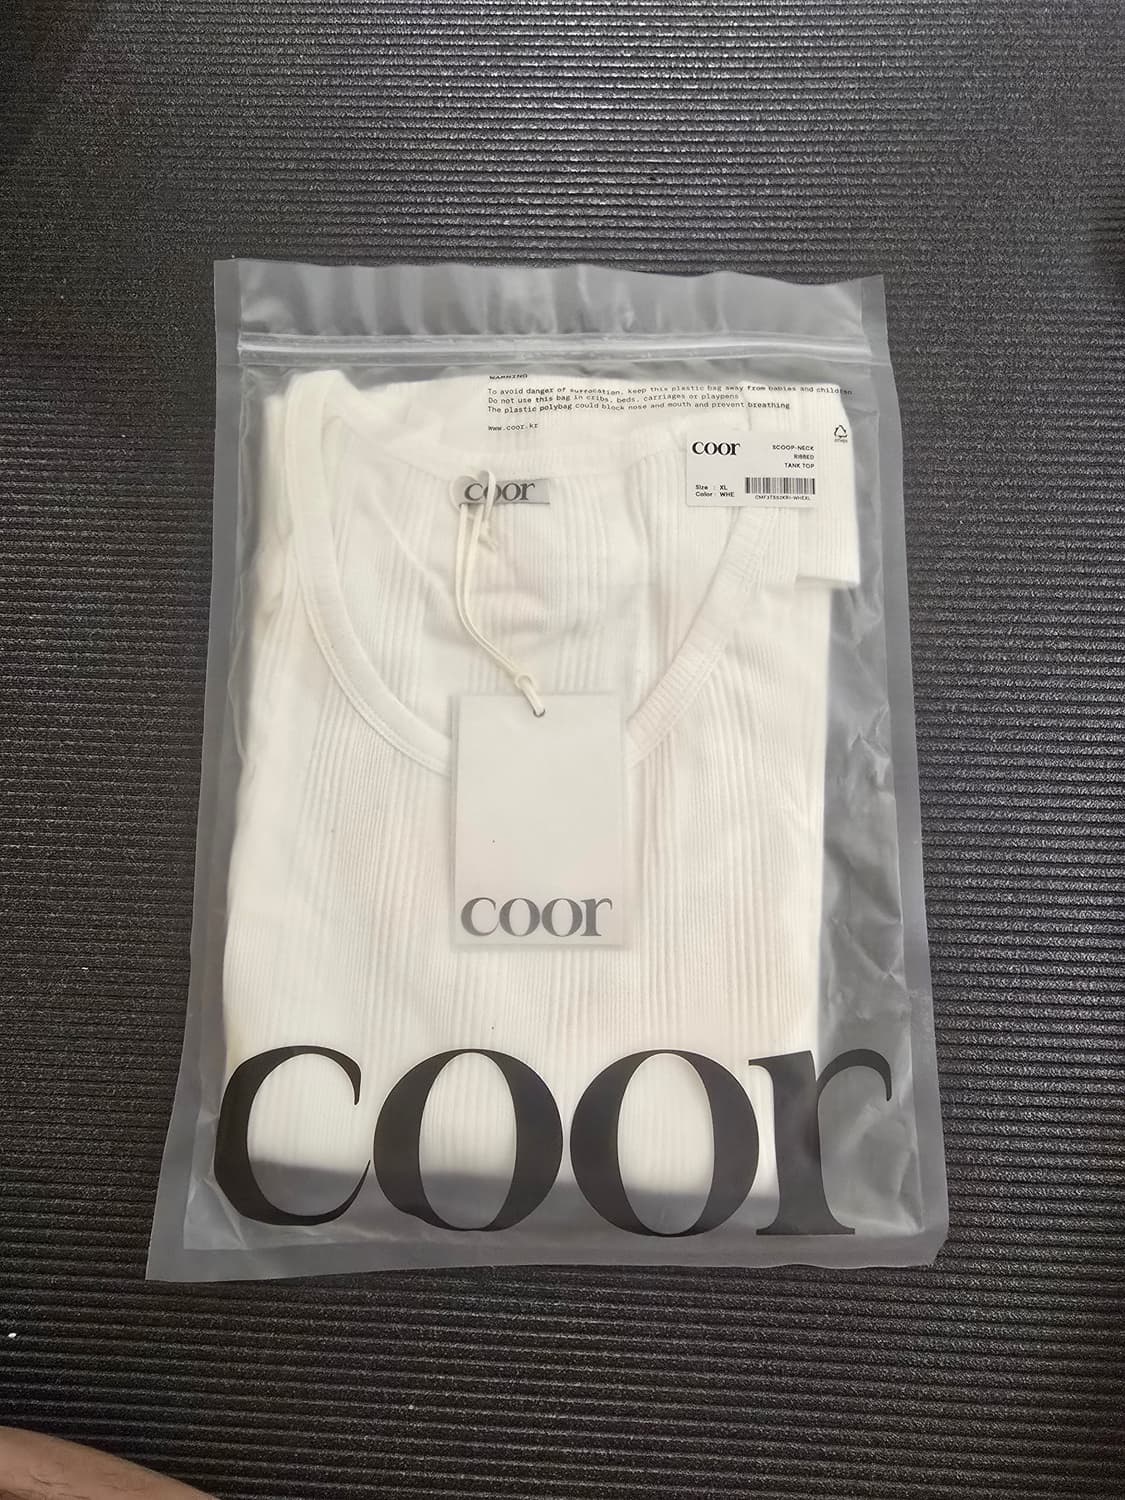 WARNING
To avoid danger of suffocation, keep this plastic bag away from babies and children
Do not use this bag in cribs, beds, carriages or playpens
The plastic polybag could block nose and mouth and prevent breathing
www.coor.kr
coor
SCOOP-NECK
RIBBED
TANK TOP
Size : XL
Color : WHE
coor
coor
coor